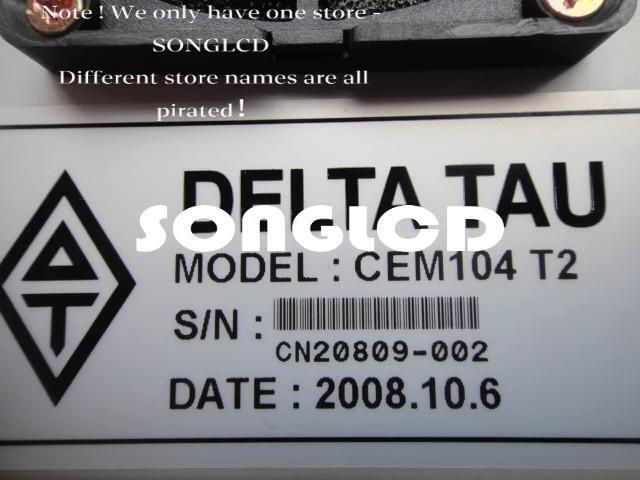 Note ! We only have one store -
SONGLCD
Different store names are all
pirated!
DELTA TAU
SONGLCD
MODEL : CEM104 T2
S/N :
CN20809-002
DATE : 2008.10.6